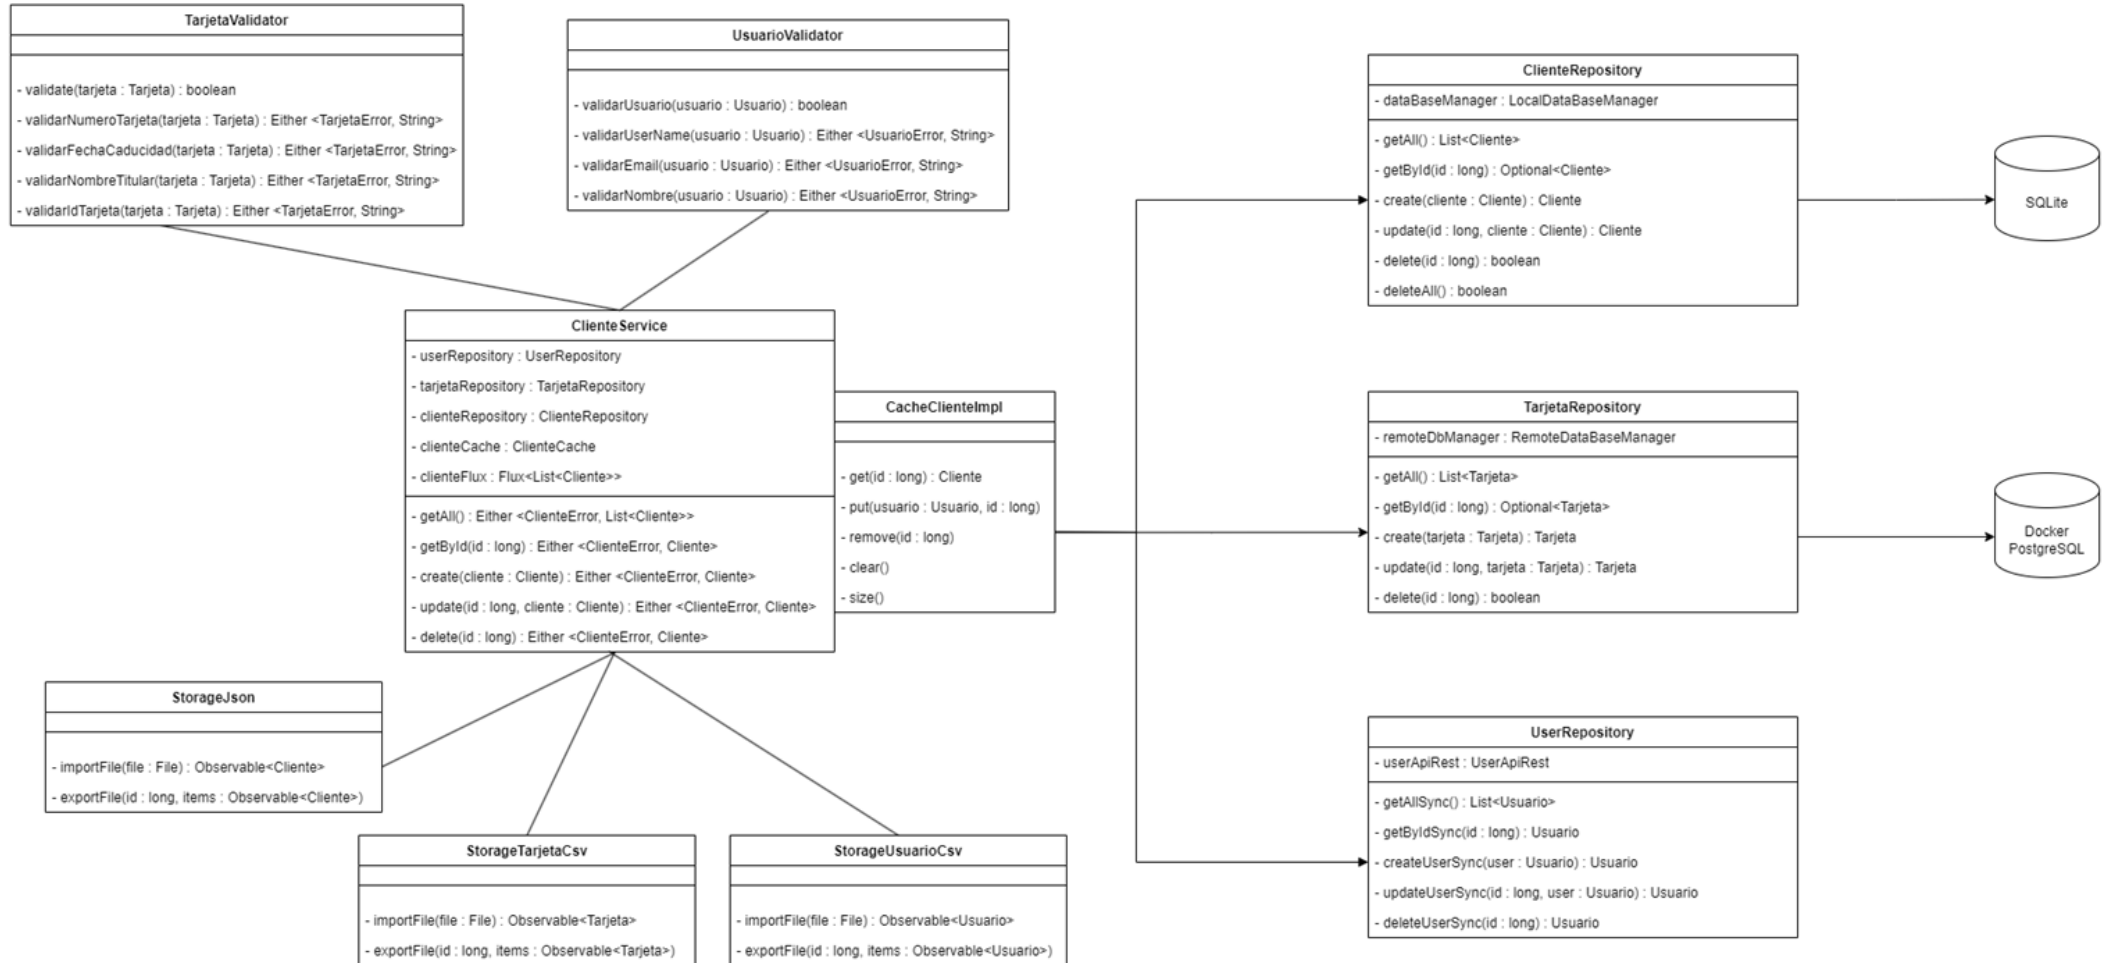 TarjetaValidator
- validate(tarjeta : Tarjeta) : boolean
- validarNumeroTarjeta(tarjeta : Tarjeta) : Either <TarjetaError, String>
- validarFechaCaducidad(tarjeta : Tarjeta) : Either <TarjetaError, String>
- validarNombreTitular(tarjeta : Tarjeta) : Either <TarjetaError, String>
- validarIdTarjeta(tarjeta : Tarjeta) : Either <TarjetaError, String>
UsuarioValidator
- validarUsuario(usuario : Usuario) : boolean
- validarUserName(usuario : Usuario) : Either <UsuarioError, String>
- validarEmail(usuario : Usuario) : Either <UsuarioError, String>
- validarNombre(usuario : Usuario) : Either <UsuarioError, String>
ClienteRepository
- dataBaseManager : LocalDataBaseManager
- getAll() : List<Cliente>
- getById(id : long) : Optional<Cliente>
- create(cliente : Cliente) : Cliente
- update(id : long, cliente : Cliente) : Cliente
- delete(id : long) : boolean
- deleteAll() : boolean
SQLite
ClienteService
- userRepository : UserRepository
- tarjetaRepository : TarjetaRepository
- clienteRepository : ClienteRepository
- clienteCache : ClienteCache
- clienteFlux : Flux<List<Cliente>>
- getAll() : Either <ClienteError, List<Cliente>>
- getById(id : long) : Either <ClienteError, Cliente>
- create(cliente : Cliente) : Either <ClienteError, Cliente>
- update(id : long, cliente : Cliente) : Either <ClienteError, Cliente>
- delete(id : long) : Either <ClienteError, Cliente>
CacheClienteImpl
- get(id : long) : Cliente
- put(usuario : Usuario, id : long)
- remove(id : long)
- clear()
- size()
TarjetaRepository
- remoteDbManager : RemoteDataBaseManager
- getAll() : List<Tarjeta>
- getById(id : long) : Optional<Tarjeta>
- create(tarjeta : Tarjeta) : Tarjeta
- update(id : long, tarjeta : Tarjeta) : Tarjeta
- delete(id : long) : boolean
Docker
PostgreSQL
StorageJson
- importFile(file : File) : Observable<Cliente>
- exportFile(id : long, items : Observable<Cliente>)
StorageTarjetaCsv
- importFile(file : File) : Observable<Tarjeta>
- exportFile(id : long, items : Observable<Tarjeta>)
StorageUsuarioCsv
- importFile(file : File) : Observable<Usuario>
- exportFile(id : long, items : Observable<Usuario>)
UserRepository
- userApiRest : UserApiRest
- getAllSync() : List<Usuario>
- getByIdSync(id : long) : Usuario
- createUserSync(user : Usuario) : Usuario
- updateUserSync(id : long, user : Usuario) : Usuario
- deleteUserSync(id : long) : Usuario